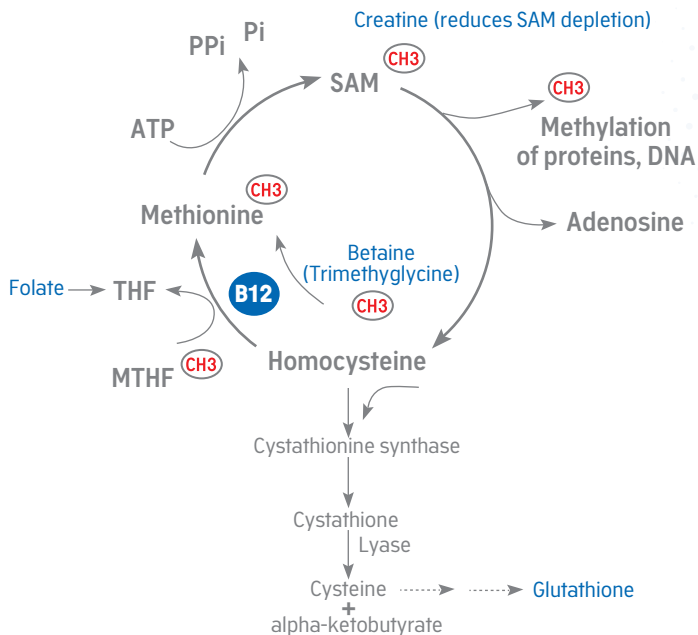 Creatine (reduces SAM depletion)
Pi
PPi
CH3
SAM
CH3
ATP
Methylation
of proteins, DNA
CH3
Methionine
Adenosine
Betaine
(Trimethylglycine)
Folate
THF
B12
CH3
Homocysteine
MTHF
CH3
Cystathionine synthase
Cystathione
Lyase
Cysteine
Glutathione
+
alpha-ketobutyrate